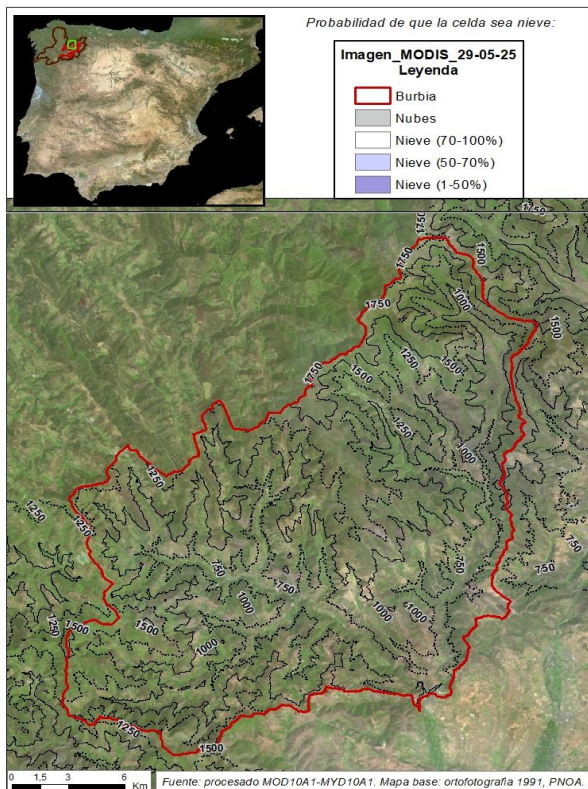 Probabilidad de que la celda sea nieve:
Imagen_MODIS_29-05-25
Leyenda
Burbia
Nubes
Nieve (70-100%)
Nieve (50-70%)
Nieve (1-50%)
1750
1750
1500
1750
1000
1750
1500
1250
1500
1750
1500
1250
1000
1250
1250
1250
750
750
750
750
750
1000
1000
1000
1250
1500
1500
1000
1250
1500
0 1,5 3 6
Km
Fuente: procesado MOD10A1-MYD10A1. Mapa base: ortofotografía 1991, PNOA.